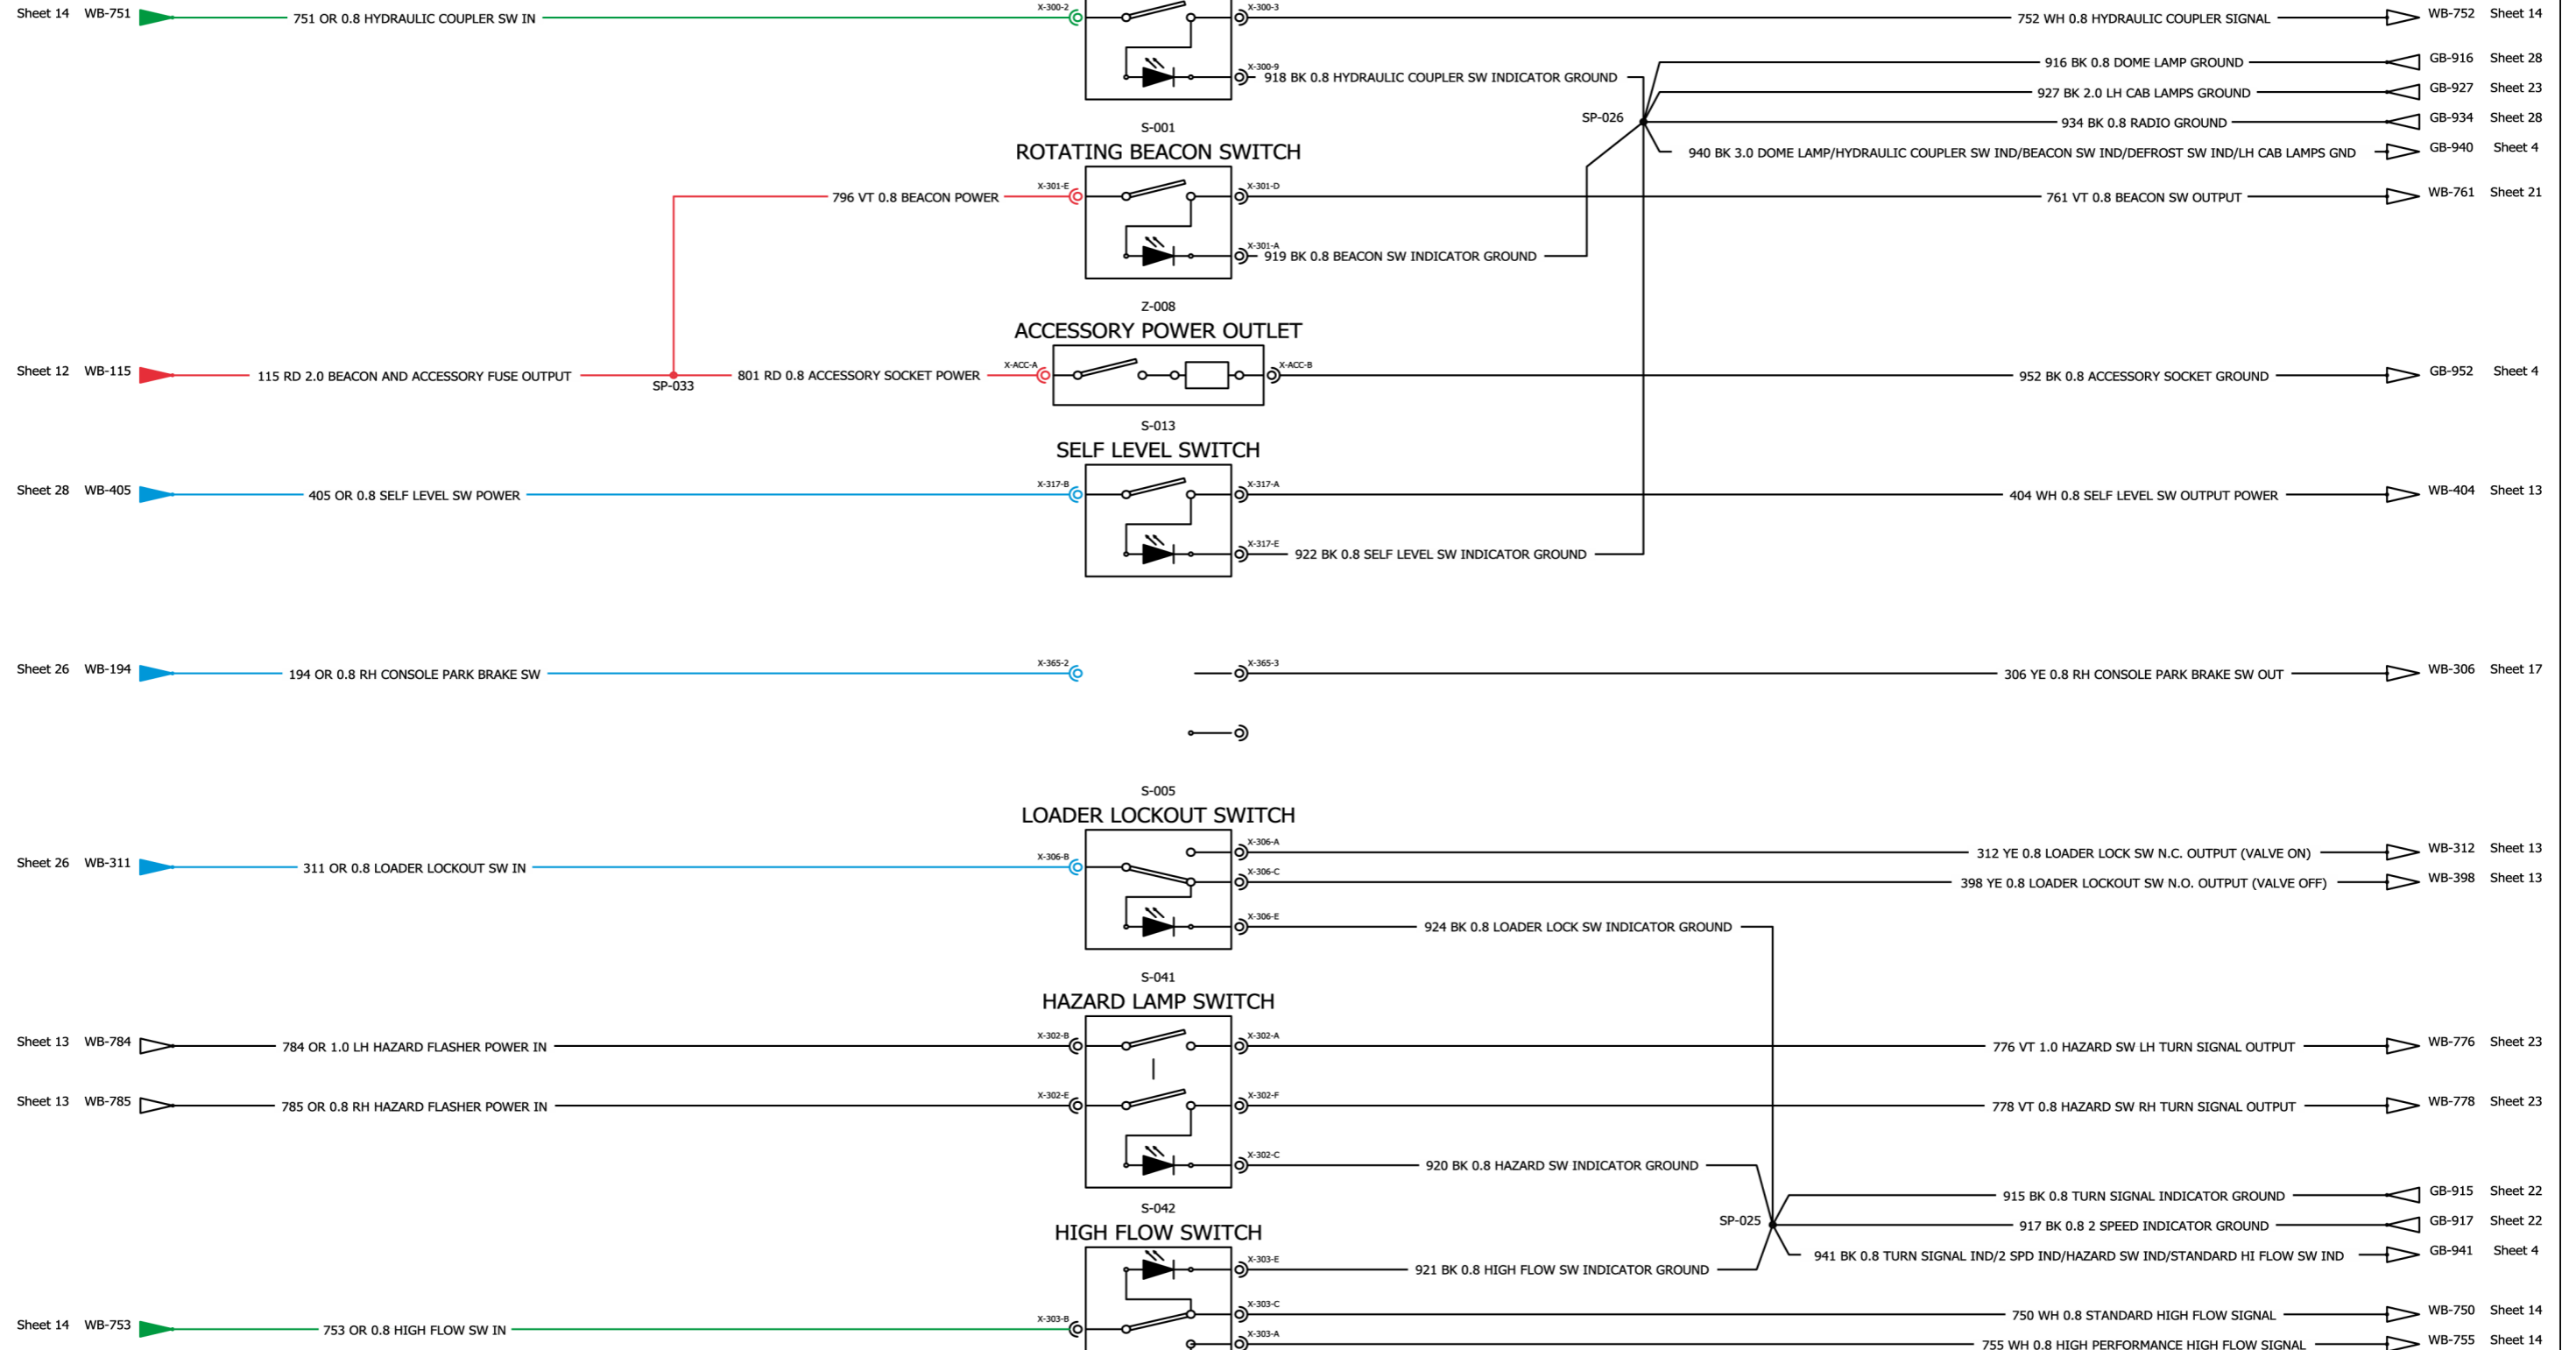 X-300-2 X-300-3
Sheet 14 WB-751 751 OR 0.8 HYDRAULIC COUPLER SW IN 752 WH 0.8 HYDRAULIC COUPLER SIGNAL WB-752 Sheet 14
916 BK 0.8 DOME LAMP GROUND GB-916 Sheet 28
X-300-9
918 BK 0.8 HYDRAULIC COUPLER SW INDICATOR GROUND
927 BK 2.0 LH CAB LAMPS GROUND GB-927 Sheet 23
SP-026 934 BK 0.8 RADIO GROUND GB-934 Sheet 28
S-001
ROTATING BEACON SWITCH
940 BK 3.0 DOME LAMP/HYDRAULIC COUPLER SW IND/BEACON SW IND/DEFROST SW IND/LH CAB LAMPS GND GB-940 Sheet 4
X-301-E X-301-D
796 VT 0.8 BEACON POWER 761 VT 0.8 BEACON SW OUTPUT WB-761 Sheet 21
X-301-A
919 BK 0.8 BEACON SW INDICATOR GROUND
Z-008
ACCESSORY POWER OUTLET
X-ACC-A X-ACC-B
Sheet 12 WB-115 115 RD 2.0 BEACON AND ACCESSORY FUSE OUTPUT 801 RD 0.8 ACCESSORY SOCKET POWER 952 BK 0.8 ACCESSORY SOCKET GROUND GB-952 Sheet 4
SP-033
S-013
SELF LEVEL SWITCH
X-317-B X-317-A
Sheet 28 WB-405 405 OR 0.8 SELF LEVEL SW POWER 404 WH 0.8 SELF LEVEL SW OUTPUT POWER WB-404 Sheet 13
X-317-E
922 BK 0.8 SELF LEVEL SW INDICATOR GROUND
X-365-2 X-365-3
Sheet 26 WB-194 194 OR 0.8 RH CONSOLE PARK BRAKE SW 306 YE 0.8 RH CONSOLE PARK BRAKE SW OUT WB-306 Sheet 17
S-005
LOADER LOCKOUT SWITCH
X-306-A
312 YE 0.8 LOADER LOCK SW N.C. OUTPUT (VALVE ON) WB-312 Sheet 13
X-306-B
Sheet 26 WB-311 311 OR 0.8 LOADER LOCKOUT SW IN
X-306-C
398 YE 0.8 LOADER LOCKOUT SW N.O. OUTPUT (VALVE OFF) WB-398 Sheet 13
X-306-E
924 BK 0.8 LOADER LOCK SW INDICATOR GROUND
S-041
HAZARD LAMP SWITCH
X-302-B X-302-A
Sheet 13 WB-784 784 OR 1.0 LH HAZARD FLASHER POWER IN 776 VT 1.0 HAZARD SW LH TURN SIGNAL OUTPUT WB-776 Sheet 23
X-302-E X-302-F
Sheet 13 WB-785 785 OR 0.8 RH HAZARD FLASHER POWER IN 778 VT 0.8 HAZARD SW RH TURN SIGNAL OUTPUT WB-778 Sheet 23
X-302-C
920 BK 0.8 HAZARD SW INDICATOR GROUND
915 BK 0.8 TURN SIGNAL INDICATOR GROUND GB-915 Sheet 22
S-042
HIGH FLOW SWITCH
SP-025 917 BK 0.8 2 SPEED INDICATOR GROUND GB-917 Sheet 22
941 BK 0.8 TURN SIGNAL IND/2 SPD IND/HAZARD SW IND/STANDARD HI FLOW SW IND GB-941 Sheet 4
X-303-E
921 BK 0.8 HIGH FLOW SW INDICATOR GROUND
X-303-C
750 WH 0.8 STANDARD HIGH FLOW SIGNAL WB-750 Sheet 14
X-303-B
Sheet 14 WB-753 753 OR 0.8 HIGH FLOW SW IN
X-303-A
755 WH 0.8 HIGH PERFORMANCE HIGH FLOW SIGNAL WB-755 Sheet 14